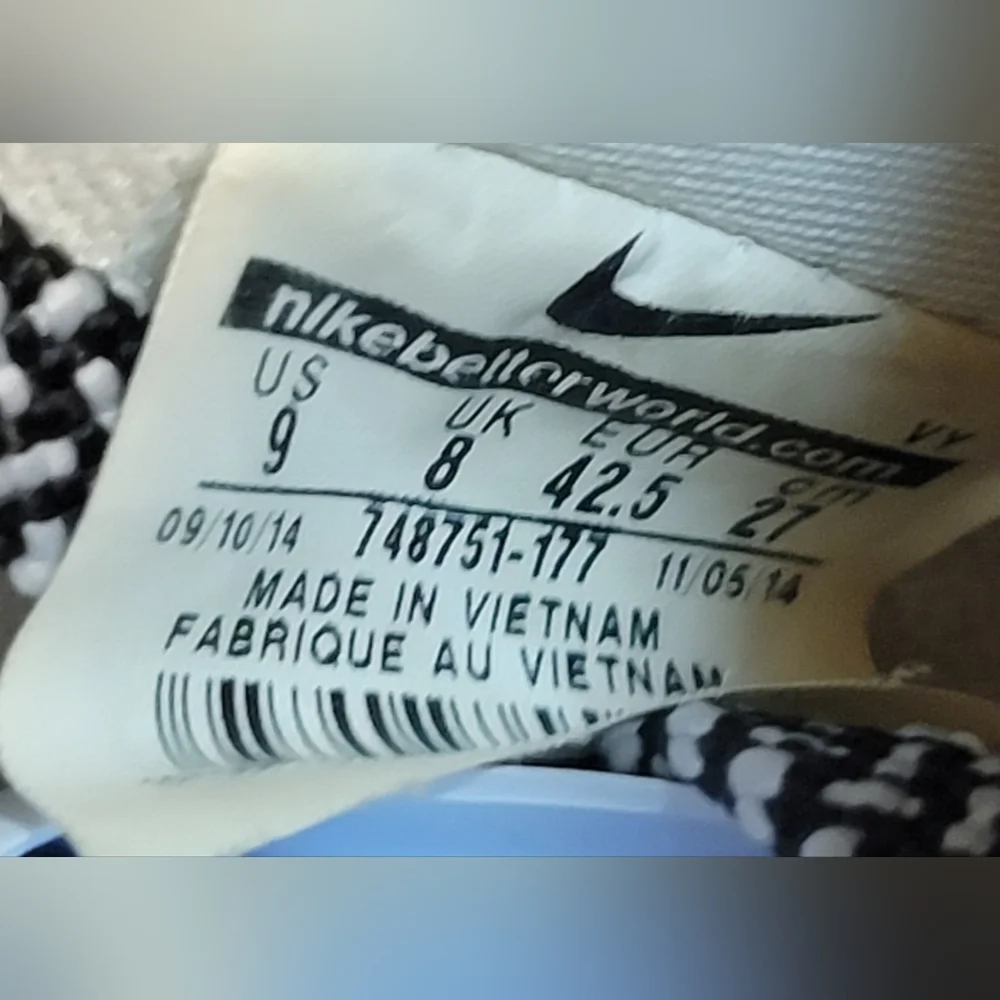 nikebetterworld.com
VY
US UK EUR cm
9 8 42.5 27
09/10/14 748751-177 11/05/14
MADE IN VIETNAM
FABRIQUE AU VIETNAM